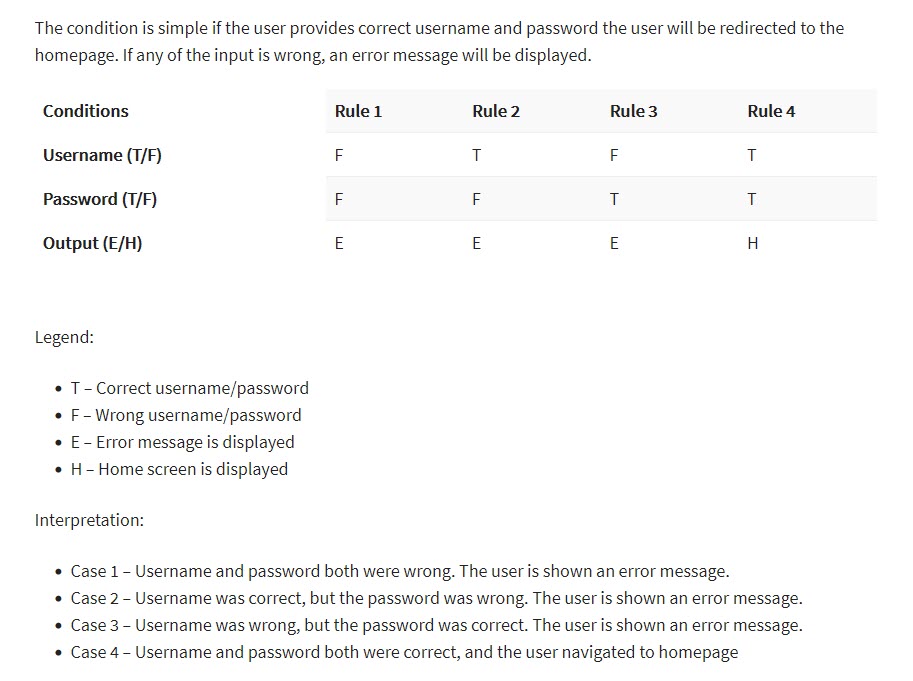 The condition is simple if the user provides correct username and password the user will be redirected to the
homepage. If any of the input is wrong, an error message will be displayed.
Conditions Rule 1 Rule 2 Rule 3 Rule 4
Username (T/F) F T F T
Password (T/F) F F T T
Output (E/H) E E E H
Legend:
• T – Correct username/password
• F – Wrong username/password
• E – Error message is displayed
• H – Home screen is displayed
Interpretation:
• Case 1 – Username and password both were wrong. The user is shown an error message.
• Case 2 – Username was correct, but the password was wrong. The user is shown an error message.
• Case 3 – Username was wrong, but the password was correct. The user is shown an error message.
• Case 4 – Username and password both were correct, and the user navigated to homepage